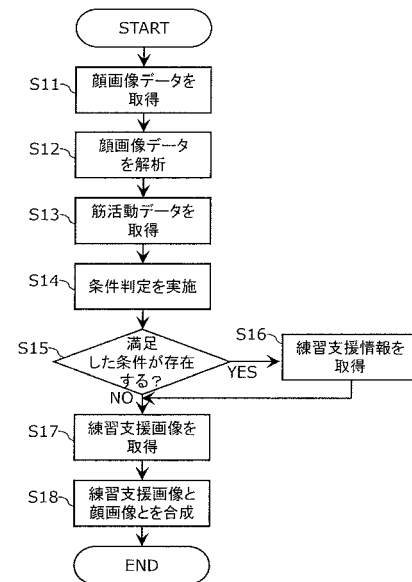 START
S11
顔画像データを
取得
S12
顔画像データ
を解析
S13
筋活動データを
取得
S14
条件判定を実施
S15
満足
した条件が存在
する?
YES
NO
S16
練習支援情報を
取得
S17
練習支援画像を
取得
S18
練習支援画像と
顔画像とを合成
END